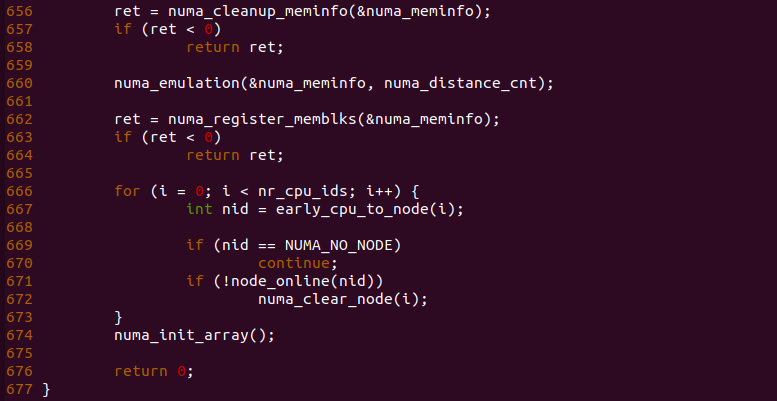 656         ret = numa_cleanup_meminfo(&numa_meminfo);
657         if (ret < 0)
658                 return ret;
659
660         numa_emulation(&numa_meminfo, numa_distance_cnt);
661
662         ret = numa_register_memblks(&numa_meminfo);
663         if (ret < 0)
664                 return ret;
665
666         for (i = 0; i < nr_cpu_ids; i++) {
667                 int nid = early_cpu_to_node(i);
668
669                 if (nid == NUMA_NO_NODE)
670                         continue;
671                 if (!node_online(nid))
672                         numa_clear_node(i);
673         }
674         numa_init_array();
675
676         return 0;
677 }